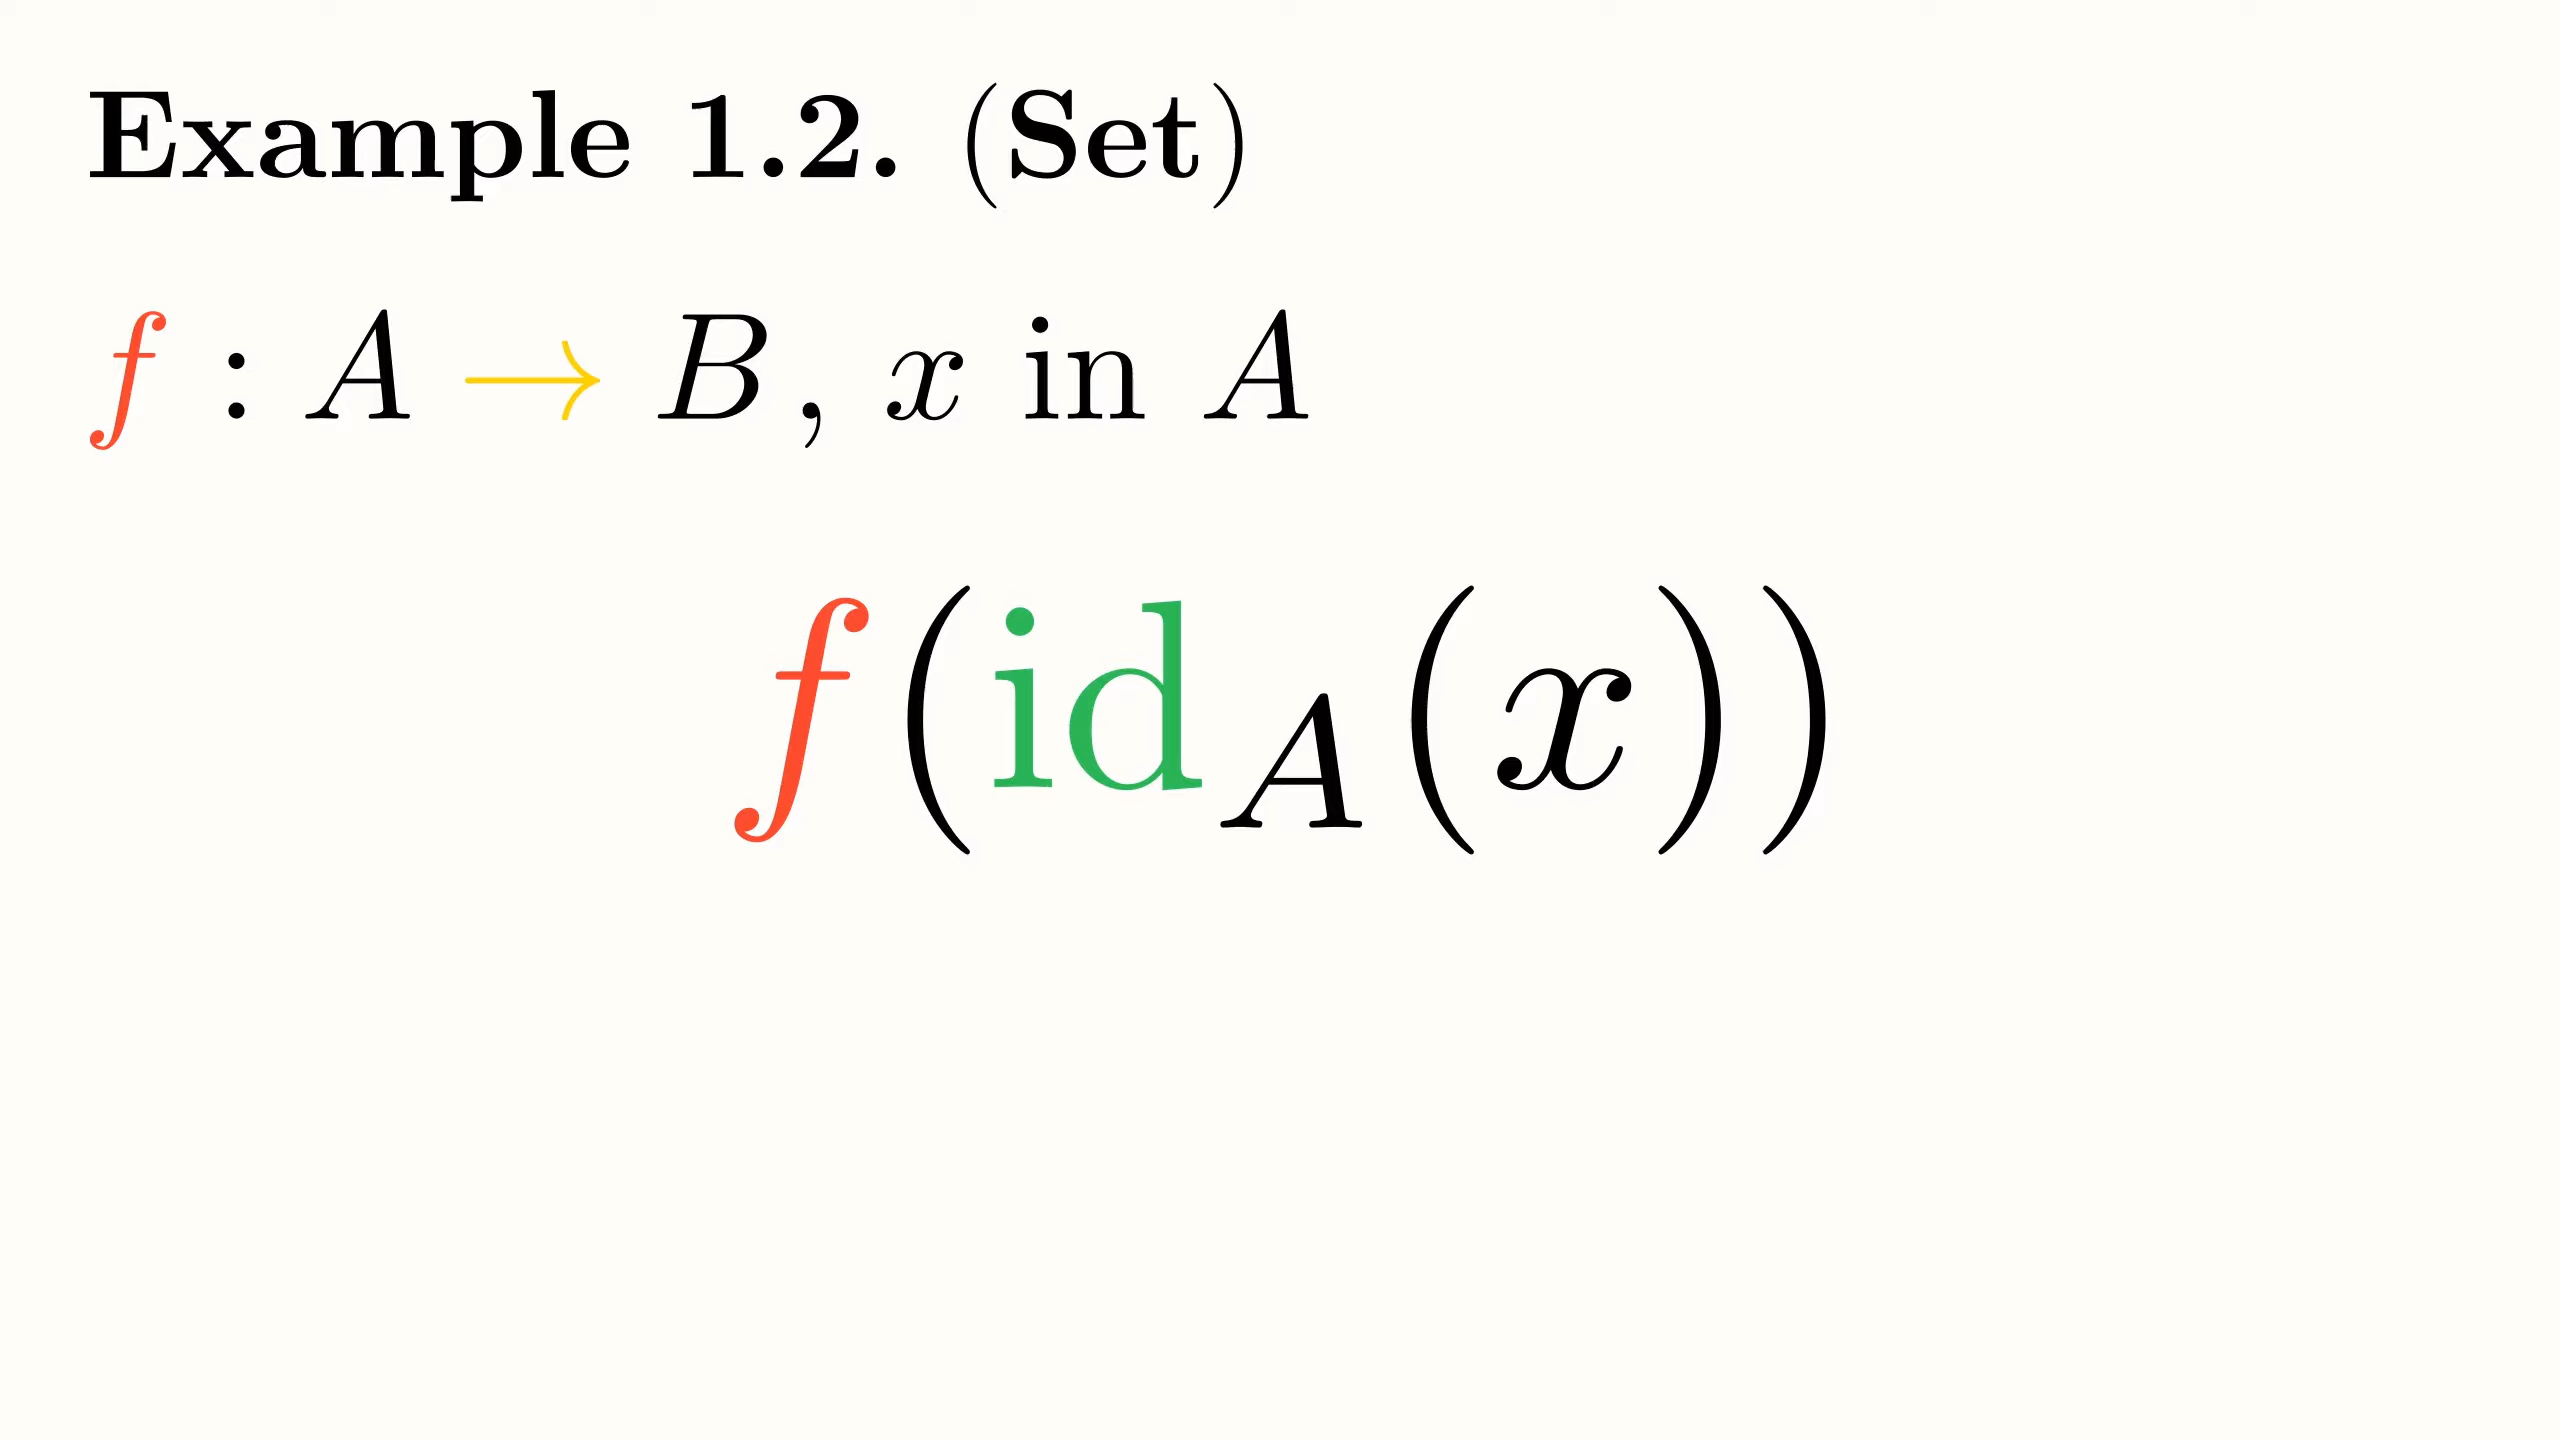 Example 1.2. (Set)
f : A → B, x in A
f(id_A(x))